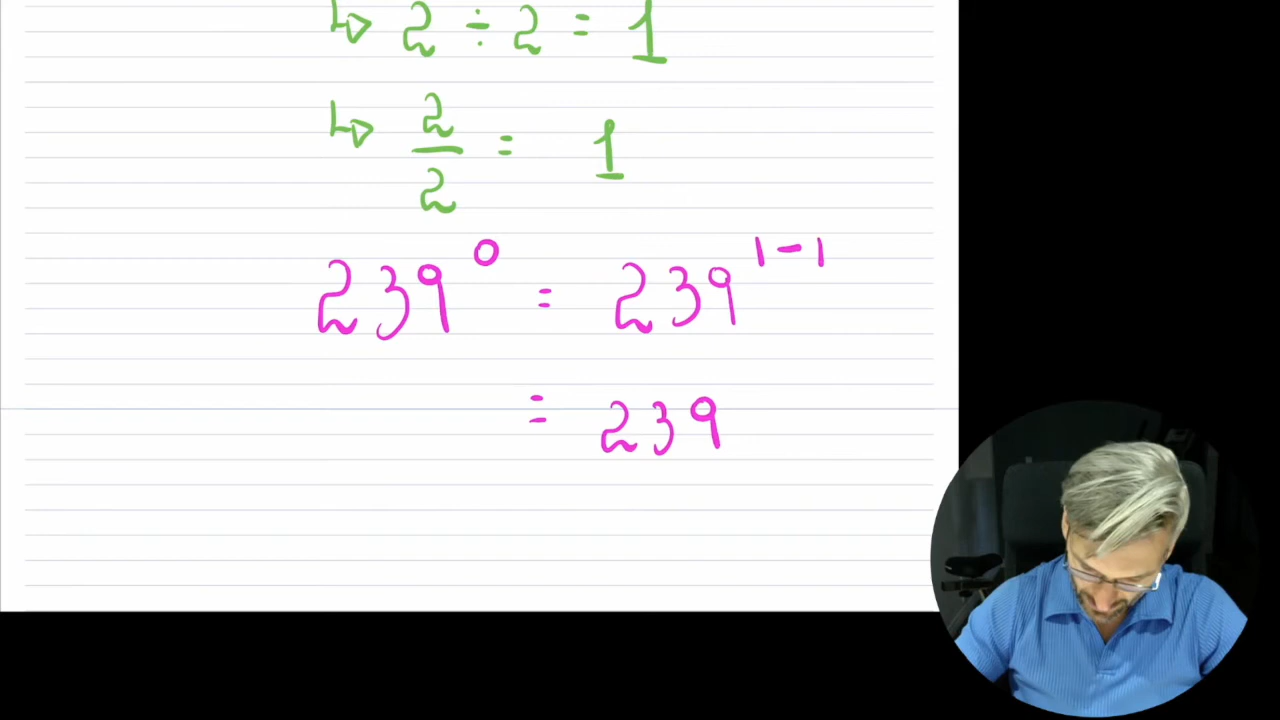 ↳ 2 ÷ 2 = 1
↳ 2/2 = 1
239⁰ = 239¹⁻¹
= 239